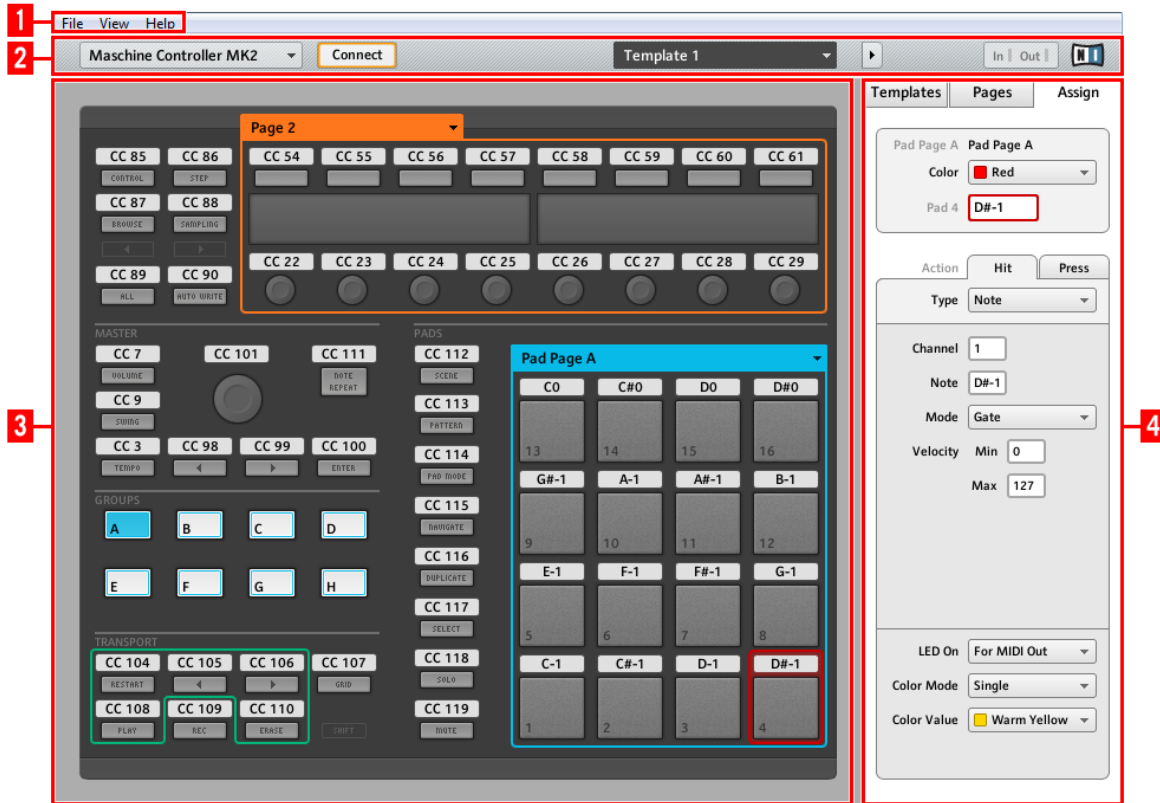 1 File View Help
2 Maschine Controller MK2 Connect Template 1 In Out NI
3
4
Page 2
CC 85 CC 86 CC 54 CC 55 CC 56 CC 57 CC 58 CC 59 CC 60 CC 61
CONTROL STEP
CC 87 CC 88
BROWSE SAMPLING
CC 89 CC 90 CC 22 CC 23 CC 24 CC 25 CC 26 CC 27 CC 28 CC 29
ALL AUTO WRITE
MASTER
CC 7 CC 101 CC 111
VOLUME NOTE REPEAT
CC 9
SWING
CC 3 CC 98 CC 99 CC 100
TEMPO ENTER
GROUPS
A B C D
E F G H
TRANSPORT
CC 104 CC 105 CC 106 CC 107
RESTART GRID
CC 108 CC 109 CC 110
PLAY REC ERASE SHIFT
PADS
CC 112
SCENE
CC 113
PATTERN
CC 114
PAD MODE
CC 115
NAVIGATE
CC 116
DUPLICATE
CC 117
SELECT
CC 118
SOLO
CC 119
MUTE
Pad Page A
C0 C#0 D0 D#0
13 14 15 16
G#-1 A-1 A#-1 B-1
9 10 11 12
E-1 F-1 F#-1 G-1
5 6 7 8
C-1 C#-1 D-1 D#-1
1 2 3 4
Templates Pages Assign
Pad Page A Pad Page A
Color Red
Pad 4 D#-1
Action Hit Press
Type Note
Channel 1
Note D#-1
Mode Gate
Velocity Min 0
Max 127
LED On For MIDI Out
Color Mode Single
Color Value Warm Yellow